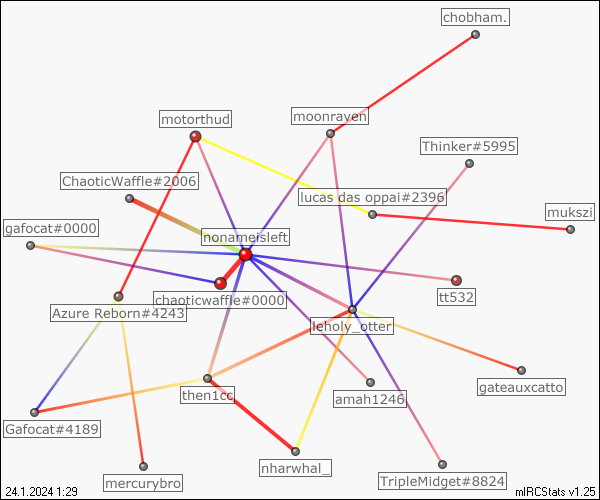 chobham.
motorthud
moonraven
Thinker#5995
ChaoticWaffle#2006
lucas das oppai#2396
mukszi
gafocat#0000
nonameisleft
chaoticwaffle#0000
tt532
Azure Reborn#4243
leholy_otter
then1cc
amah1246
gateauxcatto
Gafocat#4189
nharwhal_
mercurybro
TripleMidget#8824
24.1.2024 1:29
mIRCStats v1.25